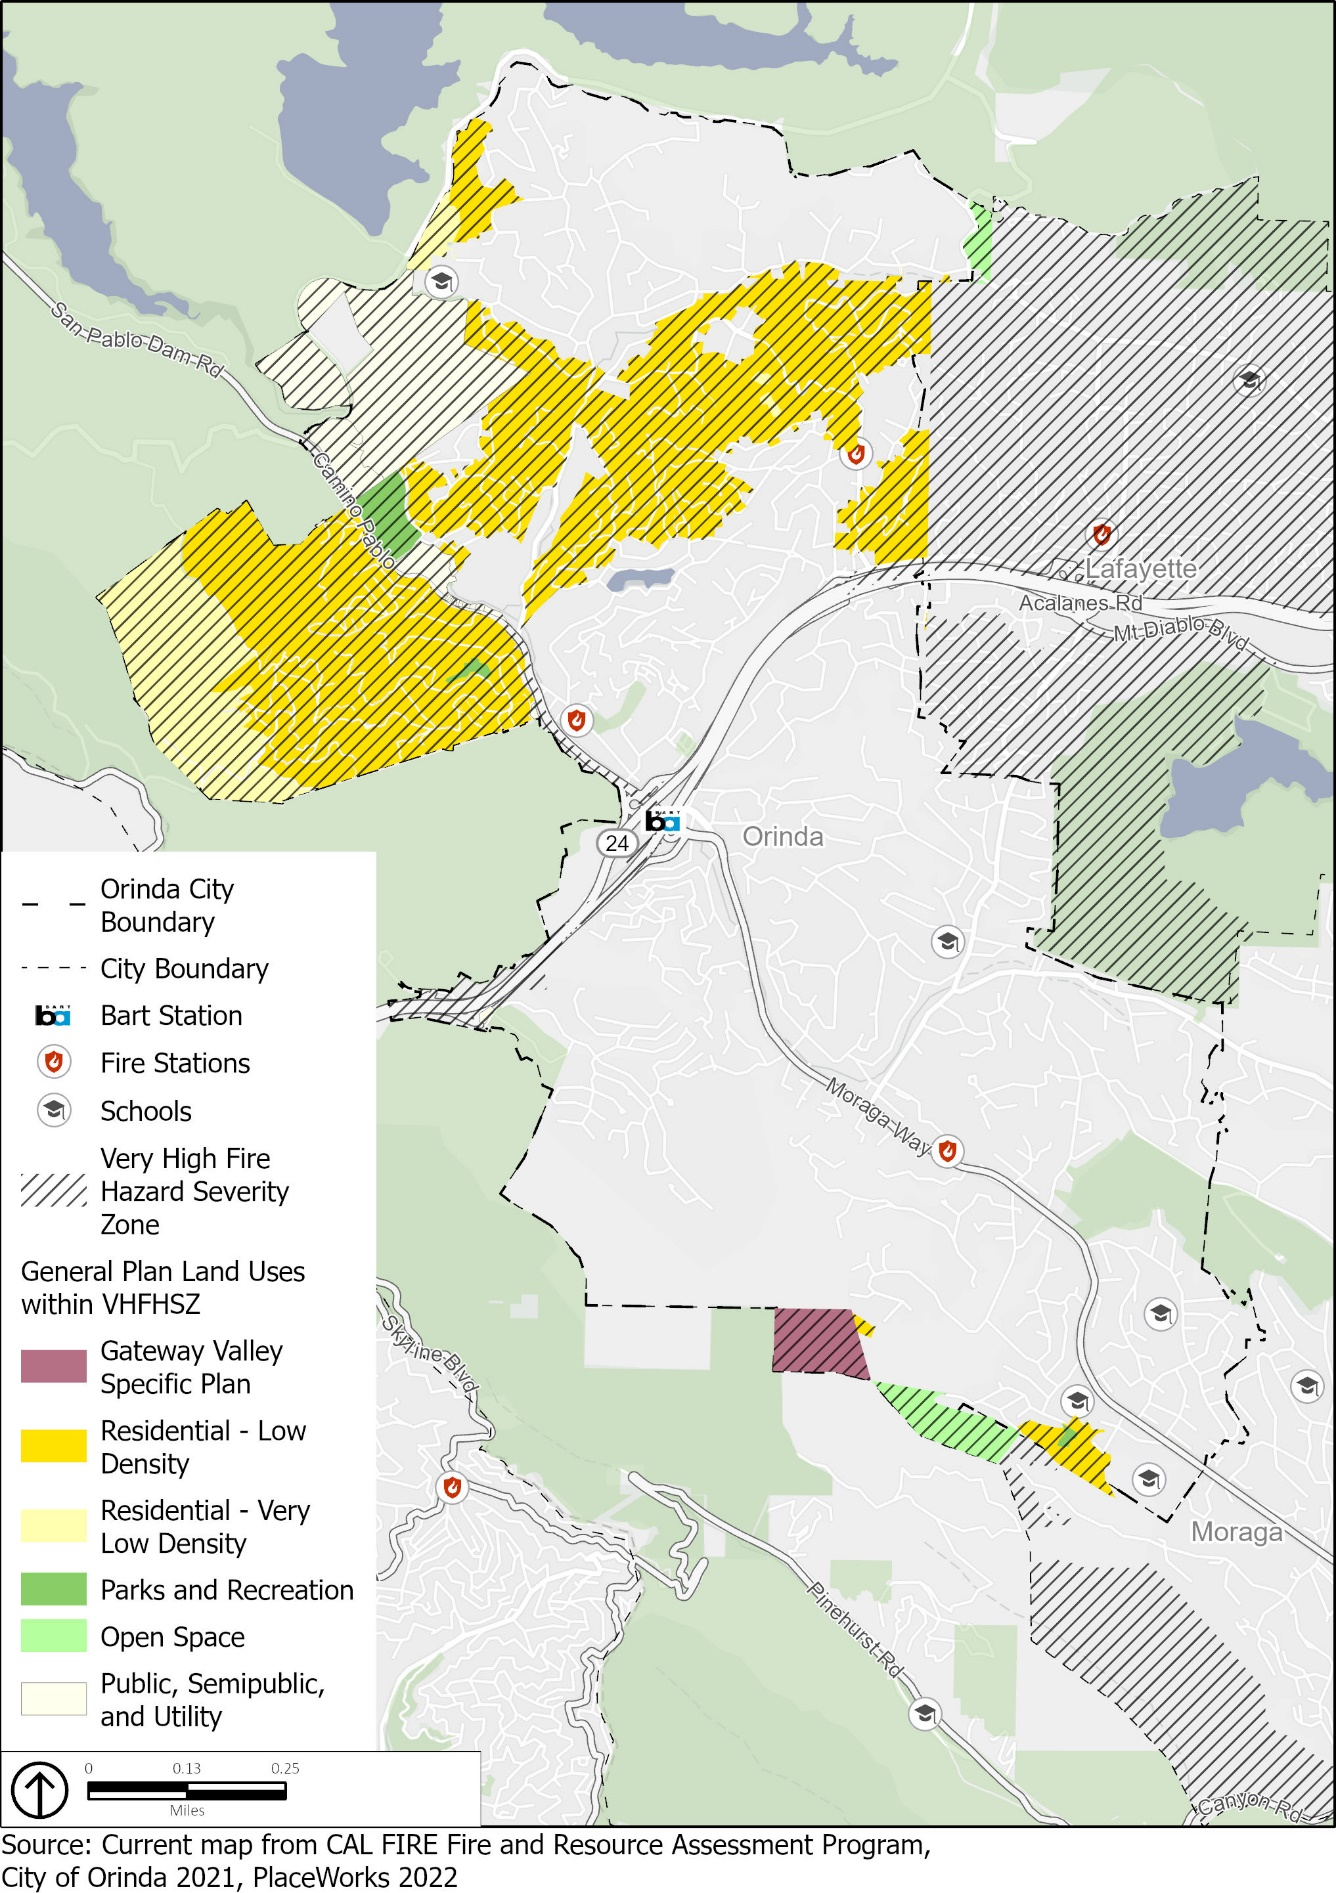 San Pablo Dam Rd
Camino Pablo
Lafayette
Acalanes Rd
Mt Diablo Blvd
BART
ba
24
Orinda
Moraga Way
Skyline Blvd
Moraga
Pinehurst Rd
Canyon Rd
Orinda City
Boundary
City Boundary
BART
ba
Bart Station
Fire Stations
Schools
Very High Fire
Hazard Severity
Zone
General Plan Land Uses
within VHFHSZ
Gateway Valley
Specific Plan
Residential - Low
Density
Residential - Very
Low Density
Parks and Recreation
Open Space
Public, Semipublic,
and Utility
0 0.13 0.25
Miles
Source: Current map from CAL FIRE Fire and Resource Assessment Program,
City of Orinda 2021, PlaceWorks 2022